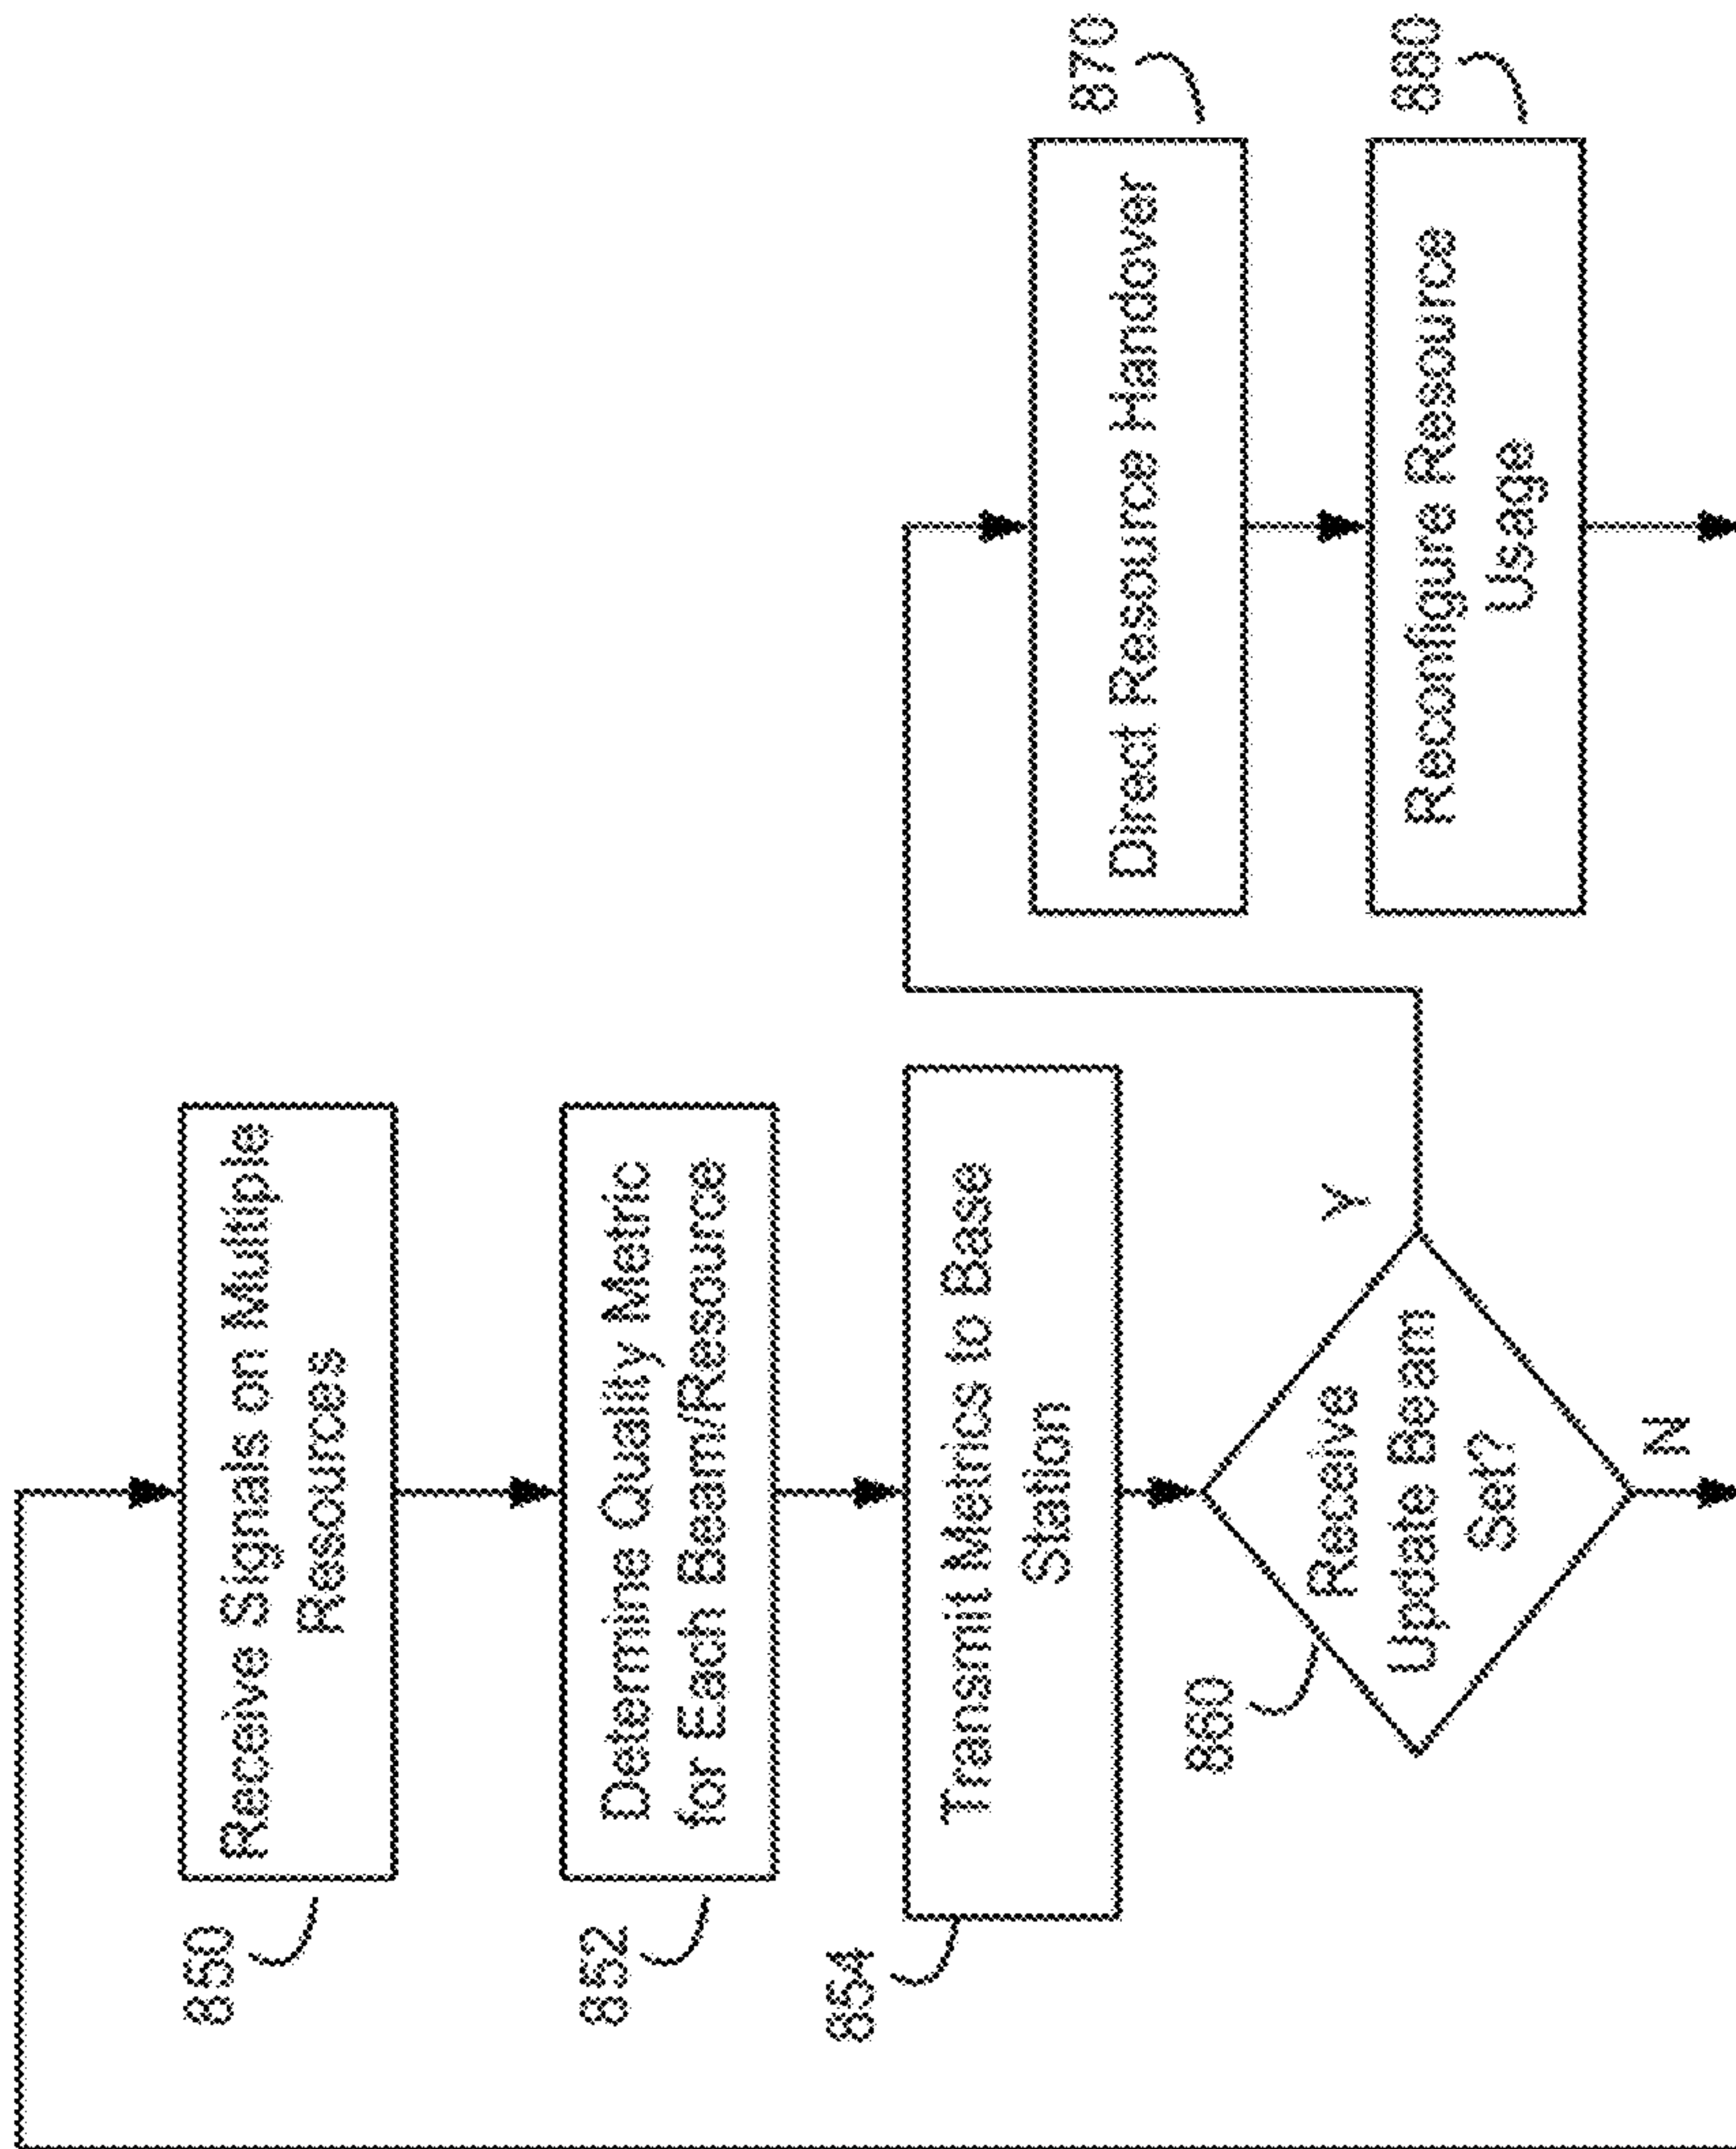 850
Receive Signals on Multiple
Resources
852
Determine Quality Metric
for Each Beam/Resource
854
Transmit Metrics to Base
Station
860
Receive
Update Beam
Set?
Y
N
870
Direct Resource Handover
880
Reconfigure Resource
Usage